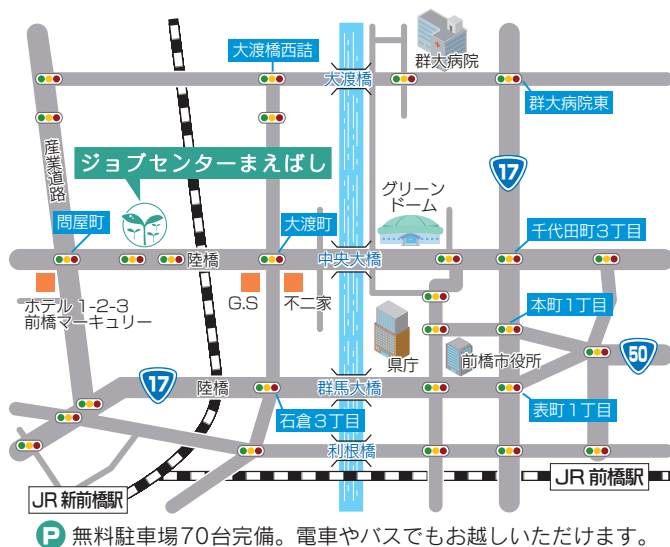 大渡橋西詰
群大病院
大渡橋
群大病院東
産業道路
ジョブセンターまえばし
17
グリーン
ドーム
問屋町
大渡町
千代田町3丁目
陸橋
中央大橋
ホテル 1-2-3
前橋マーキュリー
G.S
不二家
本町1丁目
県庁
前橋市役所
50
17
陸橋
群馬大橋
石倉3丁目
表町1丁目
利根橋
JR 新前橋駅
JR 前橋駅
P 無料駐車場70台完備。電車やバスでもお越しいただけます。